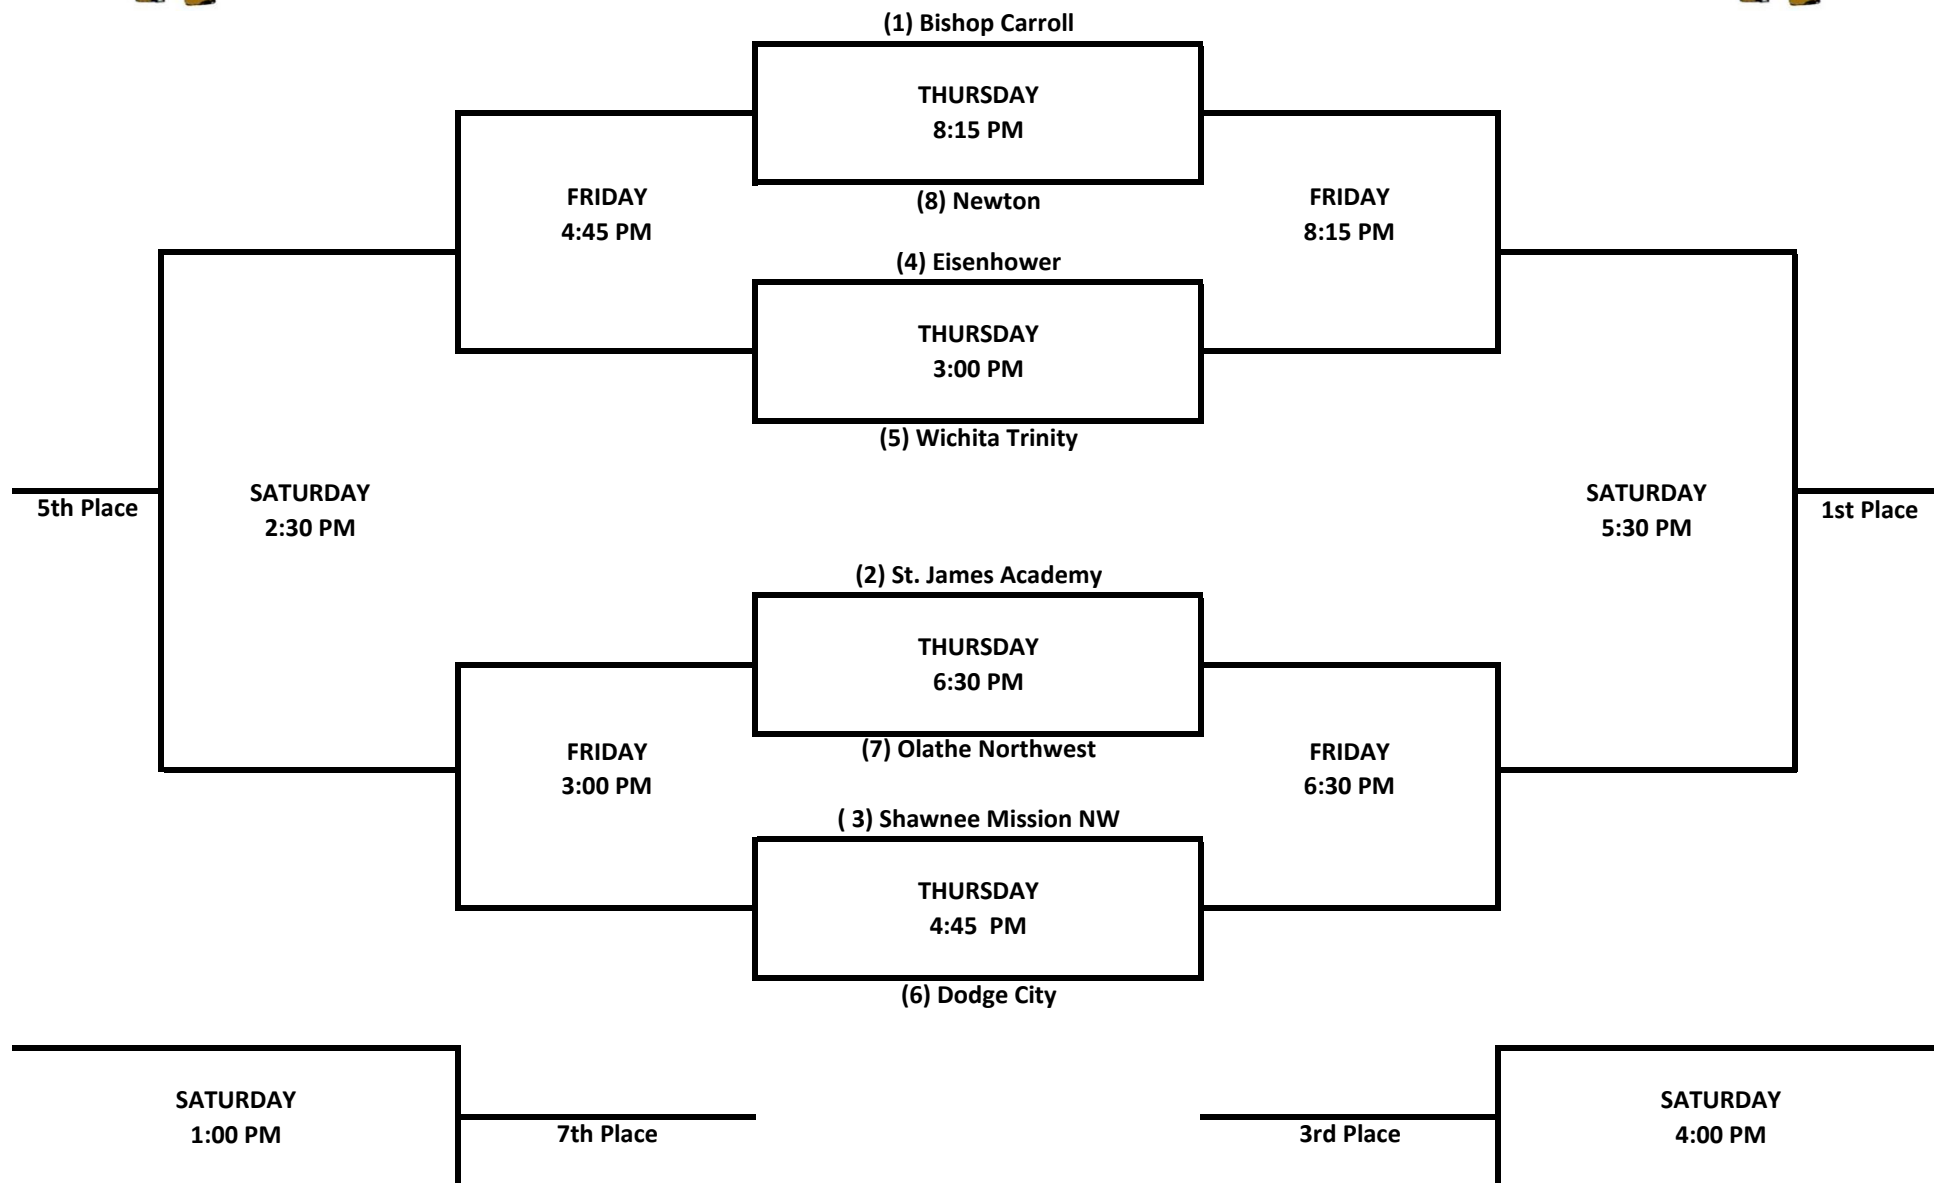 (1) Bishop Carroll
THURSDAY
8:15 PM
FRIDAY
4:45 PM
(8) Newton
FRIDAY
8:15 PM
(4) Eisenhower
THURSDAY
3:00 PM
(5) Wichita Trinity
5th Place
SATURDAY
2:30 PM
SATURDAY
5:30 PM
1st Place
(2) St. James Academy
THURSDAY
6:30 PM
(7) Olathe Northwest
FRIDAY
3:00 PM
FRIDAY
6:30 PM
( 3) Shawnee Mission NW
THURSDAY
4:45  PM
(6) Dodge City
SATURDAY
1:00 PM
7th Place
3rd Place
SATURDAY
4:00 PM